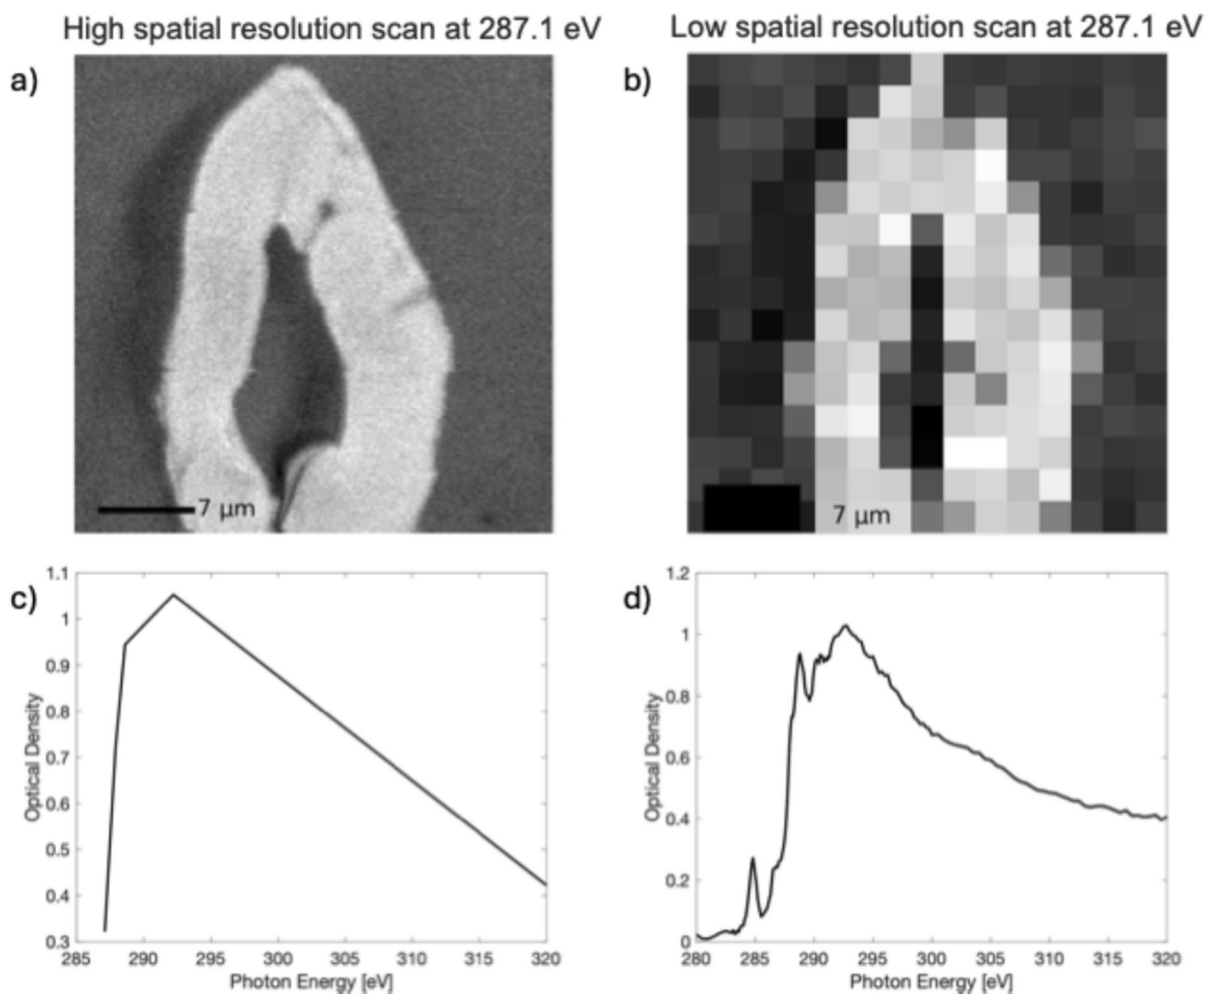 High spatial resolution scan at 287.1 eV
Low spatial resolution scan at 287.1 eV
a)
b)
7 µm
7 µm
c)
1.1
1
0.9
0.8
0.7
0.6
0.5
0.4
0.3
285
290
295
300
305
310
315
320
Optical Density
Photon Energy [eV]
d)
1.2
1
0.8
0.6
0.4
0.2
0
280
285
290
295
300
305
310
315
320
Optical Density
Photon Energy [eV]